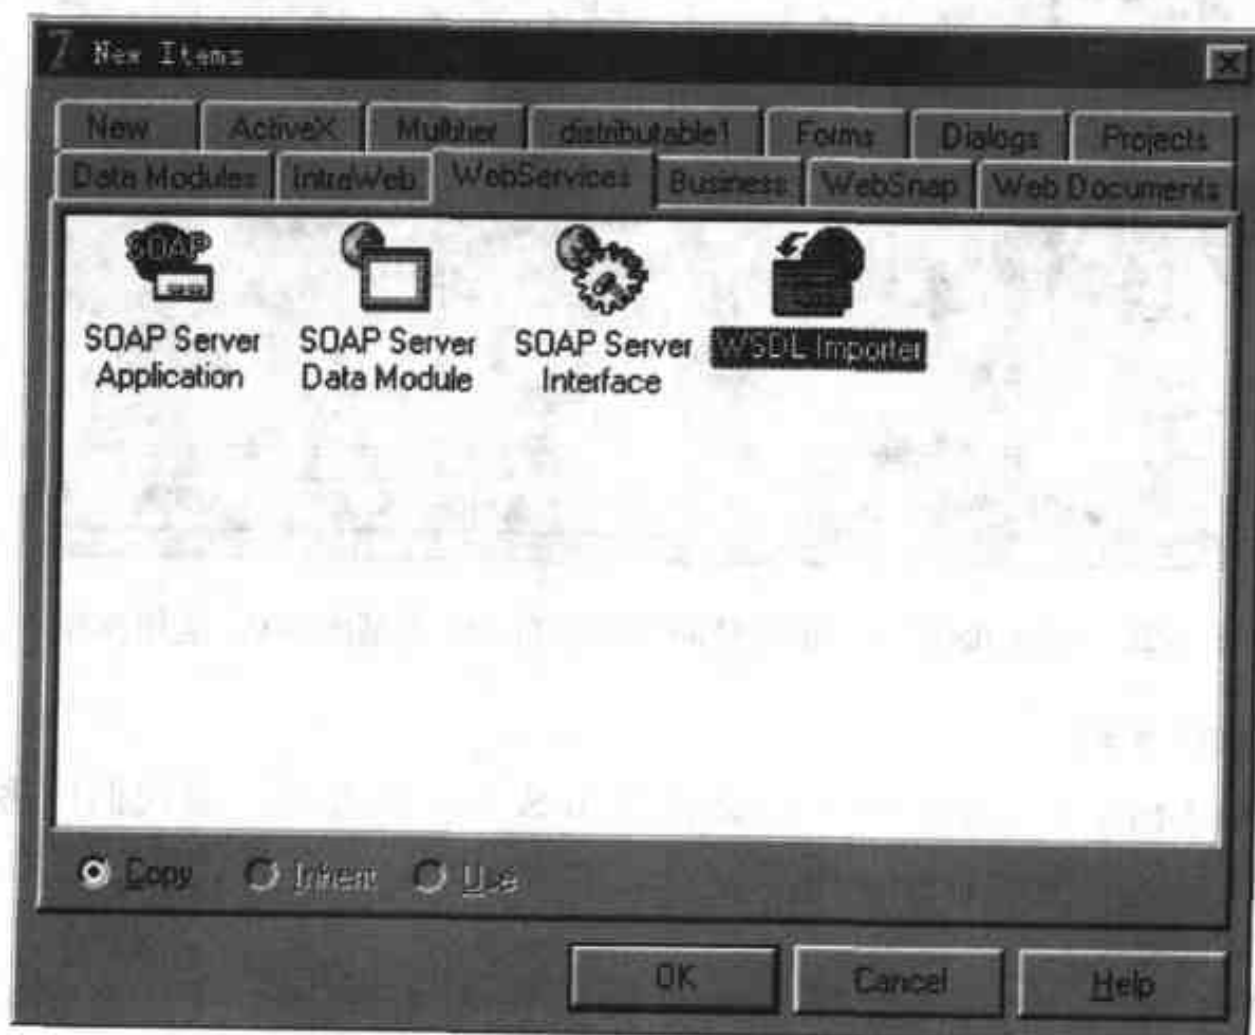 New Items
New ActiveX Multitier distributable1 Forms Dialogs Projects
Data Modules IntraWeb WebServices Business WebSnap Web Documents
SOAP
SOAP Server Application
SOAP Server Data Module
SOAP Server Interface
WSDL Importer
Copy Inherit Use
OK Cancel Help